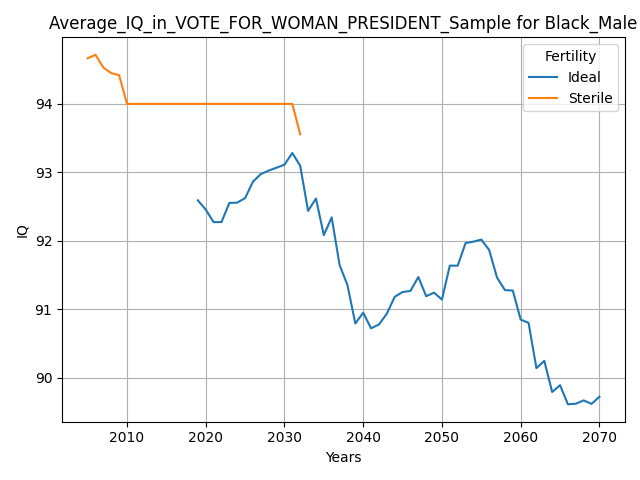 Average_IQ_in_VOTE_FOR_WOMAN_PRESIDENT_Sample for Black_Male
Fertility
Ideal
Sterile
94
93
92
91
90
IQ
2010 2020 2030 2040 2050 2060 2070
Years